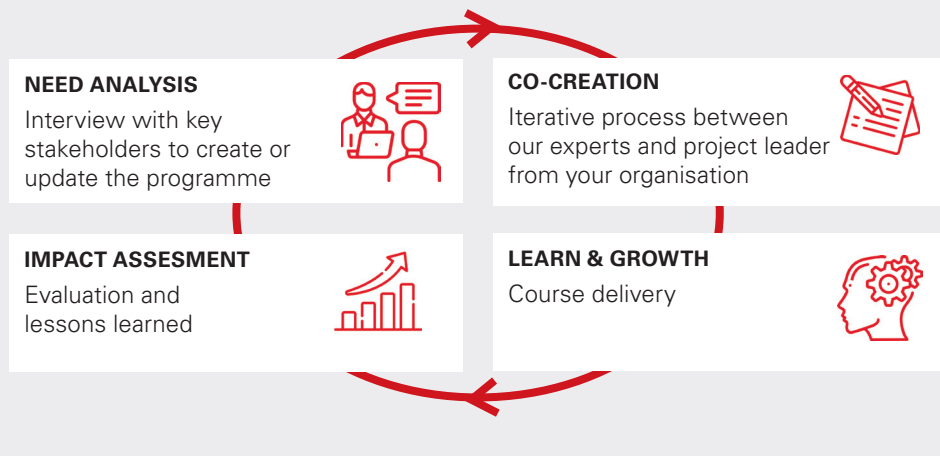 NEED ANALYSIS
Interview with key
stakeholders to create or
update the programme
CO-CREATION
Iterative process between
our experts and project leader
from your organisation
IMPACT ASSESMENT
Evaluation and
lessons learned
LEARN & GROWTH
Course delivery